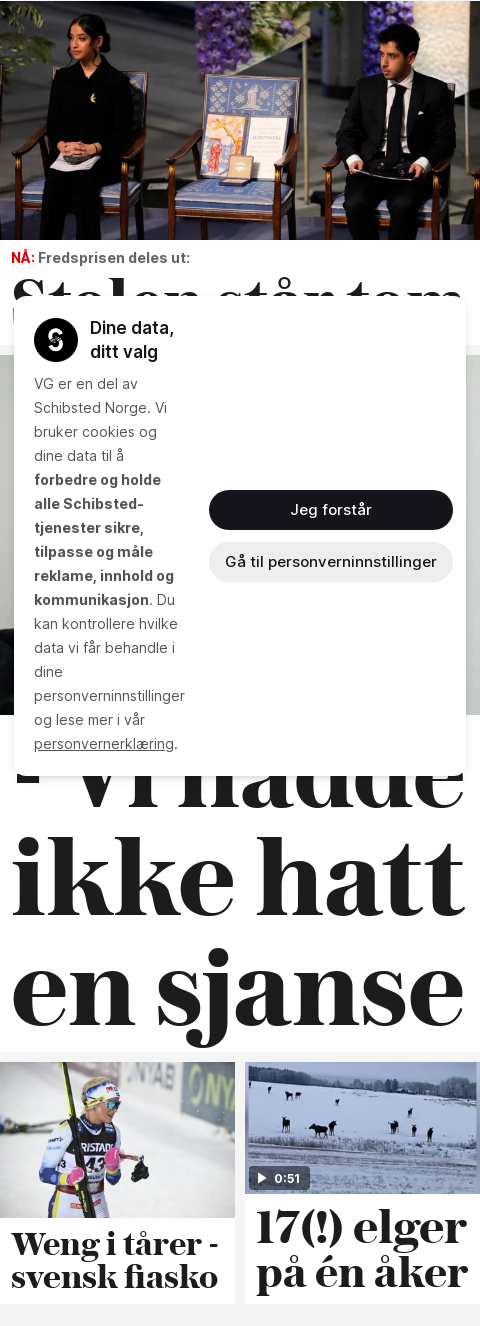 NÅ: Fredsprisen deles ut:
Stolen står tom
Dine data,
ditt valg
VG er en del av
Schibsted Norge. Vi
bruker cookies og
dine data til å
forbedre og holde
alle Schibsted-
tjenester sikre,
tilpasse og måle
reklame, innhold og
kommunikasjon. Du
kan kontrollere hvilke
data vi får behandle i
dine
personverninnstillinger
og lese mer i vår
personvernerklæring.
Jeg forstår
Gå til personverninnstillinger
- Vi hadde
ikke hatt
en sjanse
43
0:51
Weng i tårer -
svensk fiasko
17(!) elger
på én åker